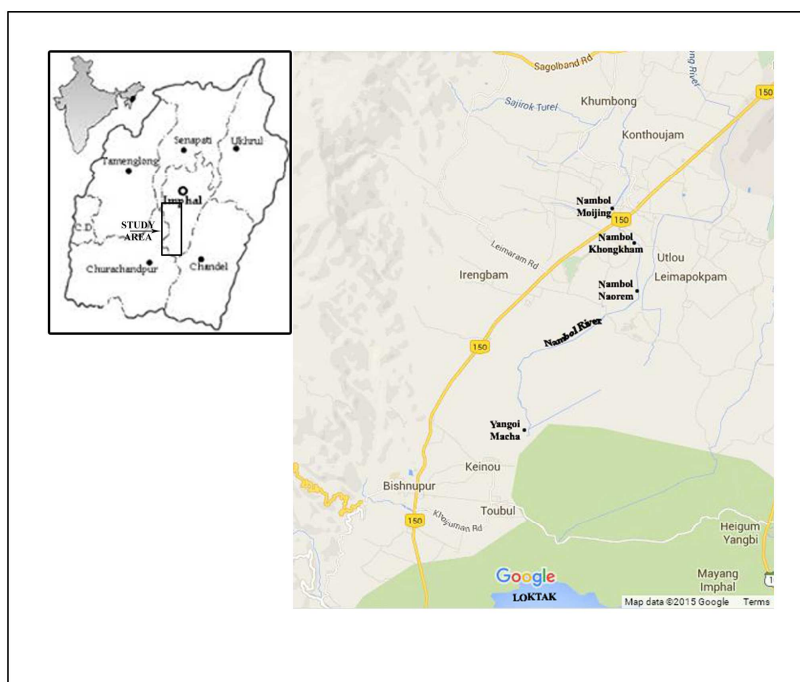 Senapati
Ukhrul
Tamenglong
Imphal
C.D.
STUDY
AREA
Churachandpur
Chandel
Sagolband Rd
Sajirok Turel
Khumbong
150
Konthoujam
Nambol
Moijing
150
Nambol
Khongkham
Leimaram Rd
Utlou
Irengbam
Leimapokpam
Nambol
Naorem
Nambol River
150
Yangoi
Macha
Keinou
Bishnupur
Toubul
150
Khoijuman Rd
Heigum
Yangbi
Mayang
Imphal
Google
LOKTAK
Map data ©2015 Google Terms